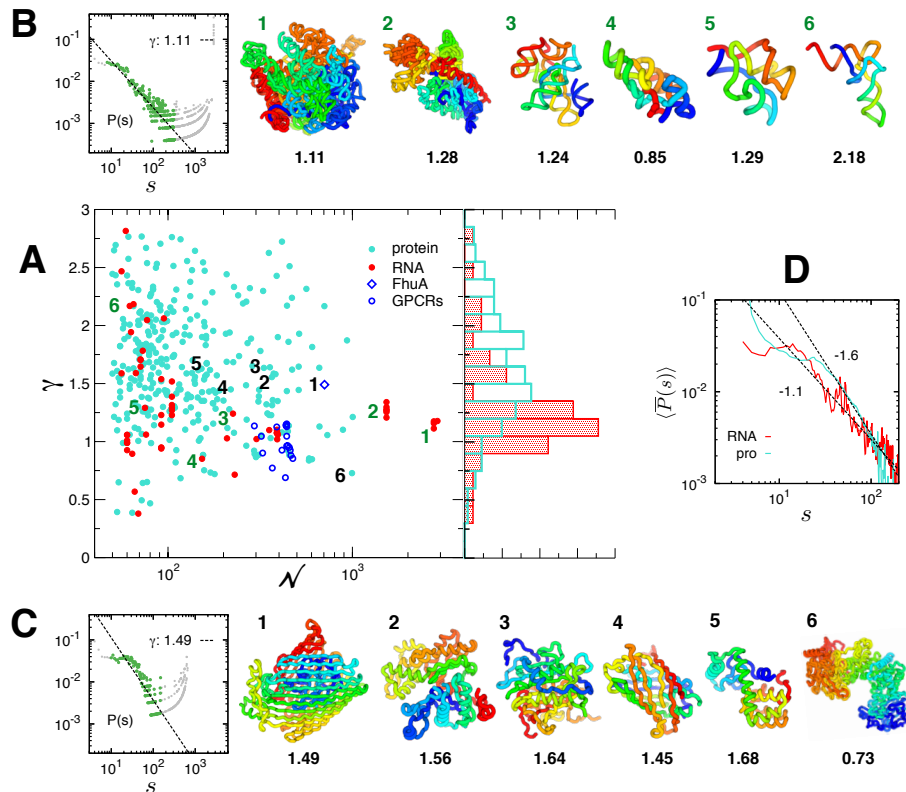 B
10⁻¹
10⁻²
10⁻³
γ: 1.11
P(s)
10¹ 10² 10³
s
1 2 3 4 5 6
1.11 1.28 1.24 0.85 1.29 2.18
A
3
2.5
2
1.5
1
0.5
0
γ
protein
RNA
FhuA
GPCRs
6
5
3
4
2
1
5
4
3
2
1
6
10² 10³
𝒩
D
10⁻¹
10⁻²
10⁻³
⟨P̅(s)⟩
-1.6
-1.1
RNA
pro
10¹ 10²
s
C
10⁻¹
10⁻²
10⁻³
γ: 1.49
P(s)
10¹ 10² 10³
s
1 2 3 4 5 6
1.49 1.56 1.64 1.45 1.68 0.73